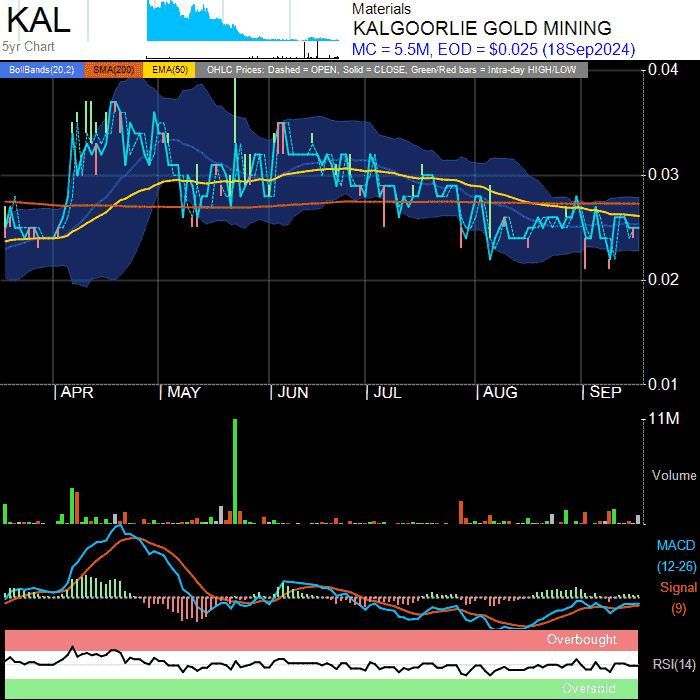 KAL
5yr Chart
Materials
KALGOORLIE GOLD MINING
MC = 5.5M, EOD = $0.025 (18Sep2024)
BollBands(20,2) SMA(200) EMA(50) OHLC Prices: Dashed = OPEN, Solid = CLOSE, Green/Red bars = Intra-day HIGH/LOW
0.04
0.03
0.02
0.01
APR MAY JUN JUL AUG SEP
11M
Volume
MACD
(12-26)
Signal
(9)
Overbought
RSI(14)
Oversold